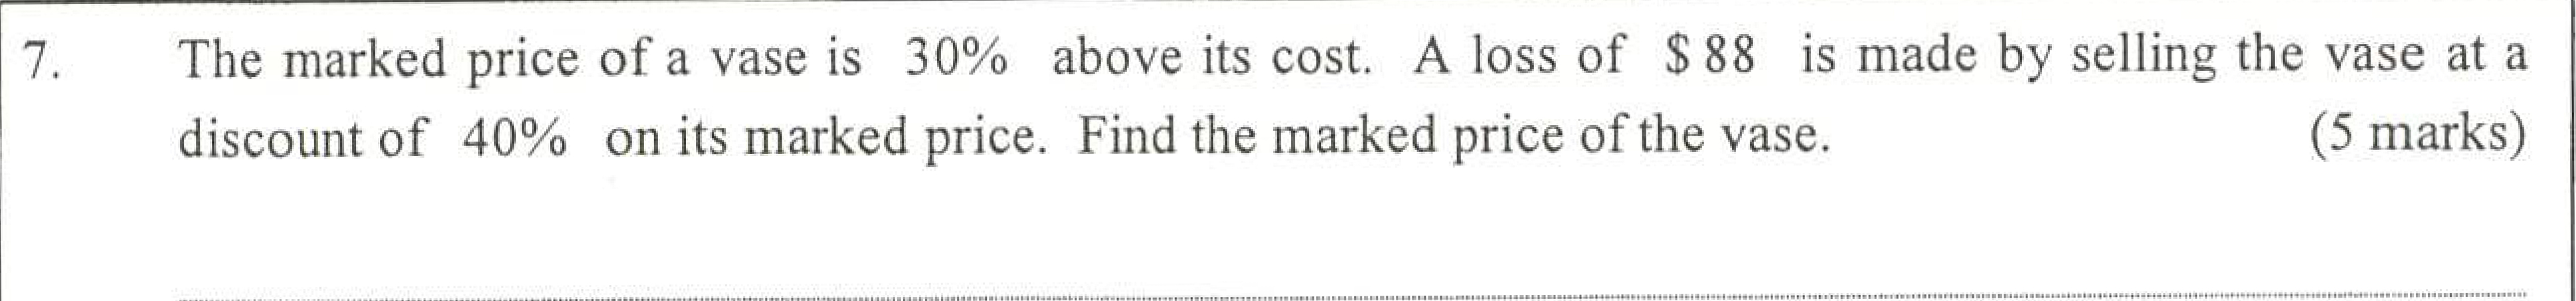 7. The marked price of a vase is 30% above its cost. A loss of $ 88 is made by selling the vase at a
discount of 40% on its marked price. Find the marked price of the vase. (5 marks)